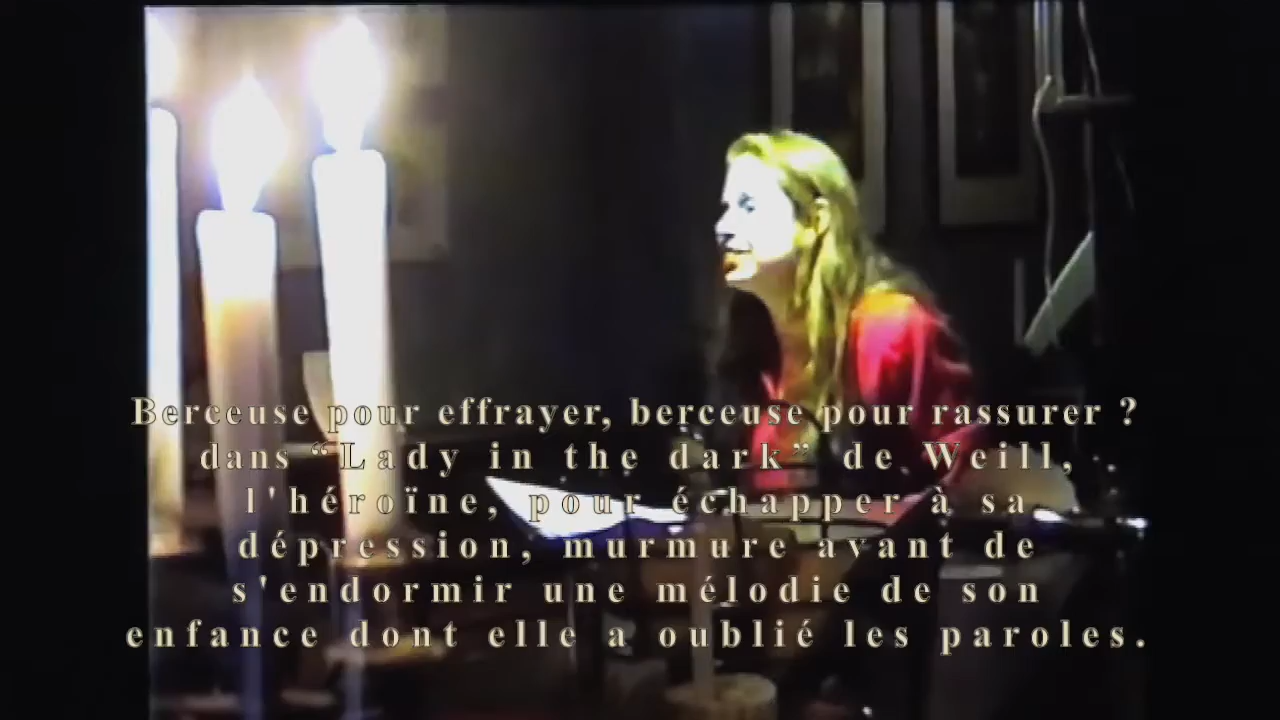 Berceuse pour effrayer, berceuse pour rassurer ?
dans “Lady in the dark” de Weill,
l'héroïne, pour échapper à sa
dépression, murmure avant de
s'endormir une mélodie de son
enfance dont elle a oublié les paroles.